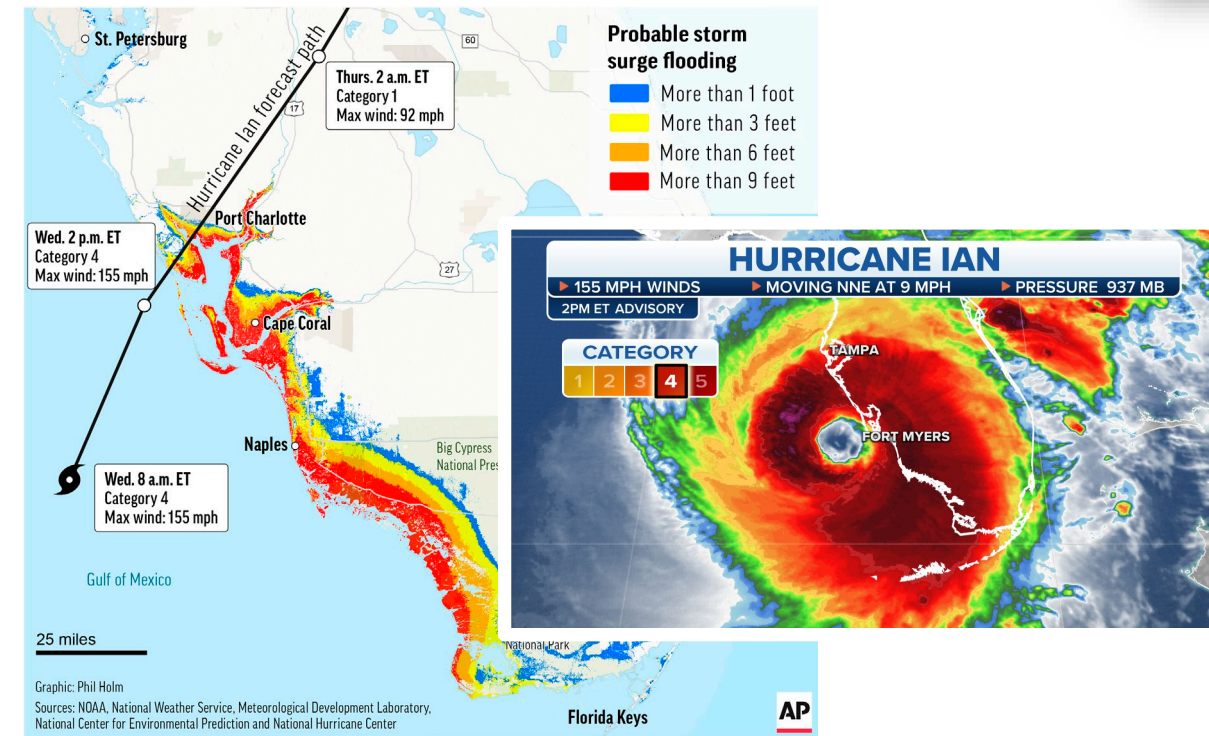 St. Petersburg
60
Probable storm
surge flooding
More than 1 foot
More than 3 feet
More than 6 feet
More than 9 feet
Hurricane Ian forecast path
Thurs. 2 a.m. ET
Category 1
Max wind: 92 mph
17
Port Charlotte
Wed. 2 p.m. ET
Category 4
Max wind: 155 mph
27
Cape Coral
Naples
Big Cypress
National Pres
Wed. 8 a.m. ET
Category 4
Max wind: 155 mph
Gulf of Mexico
25 miles
National Park
Graphic: Phil Holm
Sources: NOAA, National Weather Service, Meteorological Development Laboratory,
National Center for Environmental Prediction and National Hurricane Center
Florida Keys
AP
HURRICANE IAN
155 MPH WINDS
MOVING NNE AT 9 MPH
PRESSURE 937 MB
2PM ET ADVISORY
CATEGORY
1 2 3 4 5
TAMPA
FORT MYERS